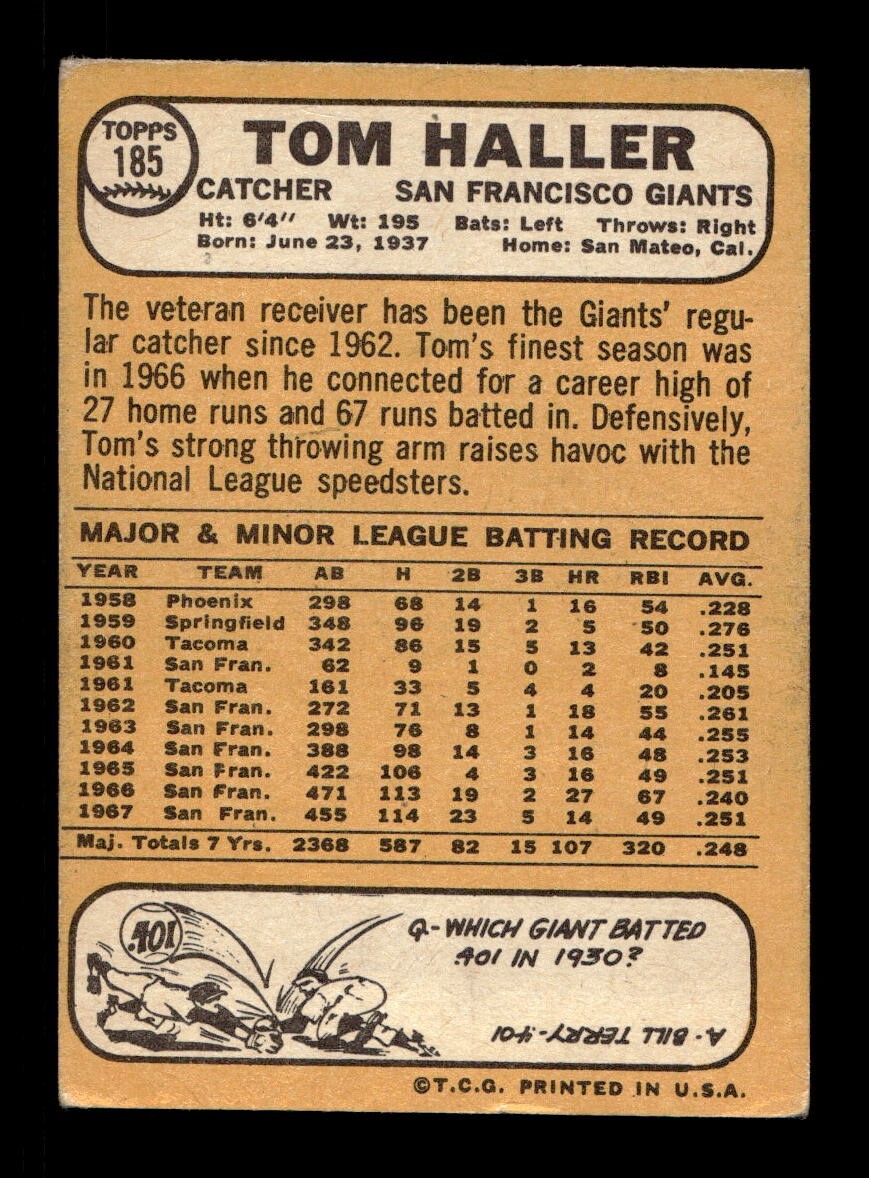 TOPPS
185
TOM HALLER
CATCHER SAN FRANCISCO GIANTS
Ht: 6'4" Wt: 195 Bats: Left Throws: Right
Born: June 23, 1937 Home: San Mateo, Cal.
The veteran receiver has been the Giants' regu-
lar catcher since 1962. Tom's finest season was
in 1966 when he connected for a career high of
27 home runs and 67 runs batted in. Defensively,
Tom's strong throwing arm raises havoc with the
National League speedsters.
MAJOR & MINOR LEAGUE BATTING RECORD
YEAR TEAM AB H 2B 3B HR RBI AVG.
1958 Phoenix 298 68 14 1 16 54 .228
1959 Springfield 348 96 19 2 5 50 .276
1960 Tacoma 342 86 15 5 13 42 .251
1961 San Fran. 62 9 1 0 2 8 .145
1961 Tacoma 161 33 5 4 4 20 .205
1962 San Fran. 272 71 13 1 18 55 .261
1963 San Fran. 298 76 8 1 14 44 .255
1964 San Fran. 388 98 14 3 16 48 .253
1965 San Fran. 422 106 4 3 16 49 .251
1966 San Fran. 471 113 19 2 27 67 .240
1967 San Fran. 455 114 23 5 14 49 .251
Maj. Totals 7 Yrs. 2368 587 82 15 107 320 .248
.401
Q-WHICH GIANT BATTED
.401 IN 1930?
A-BILL TERRY-.401
©T.C.G. PRINTED IN U.S.A.